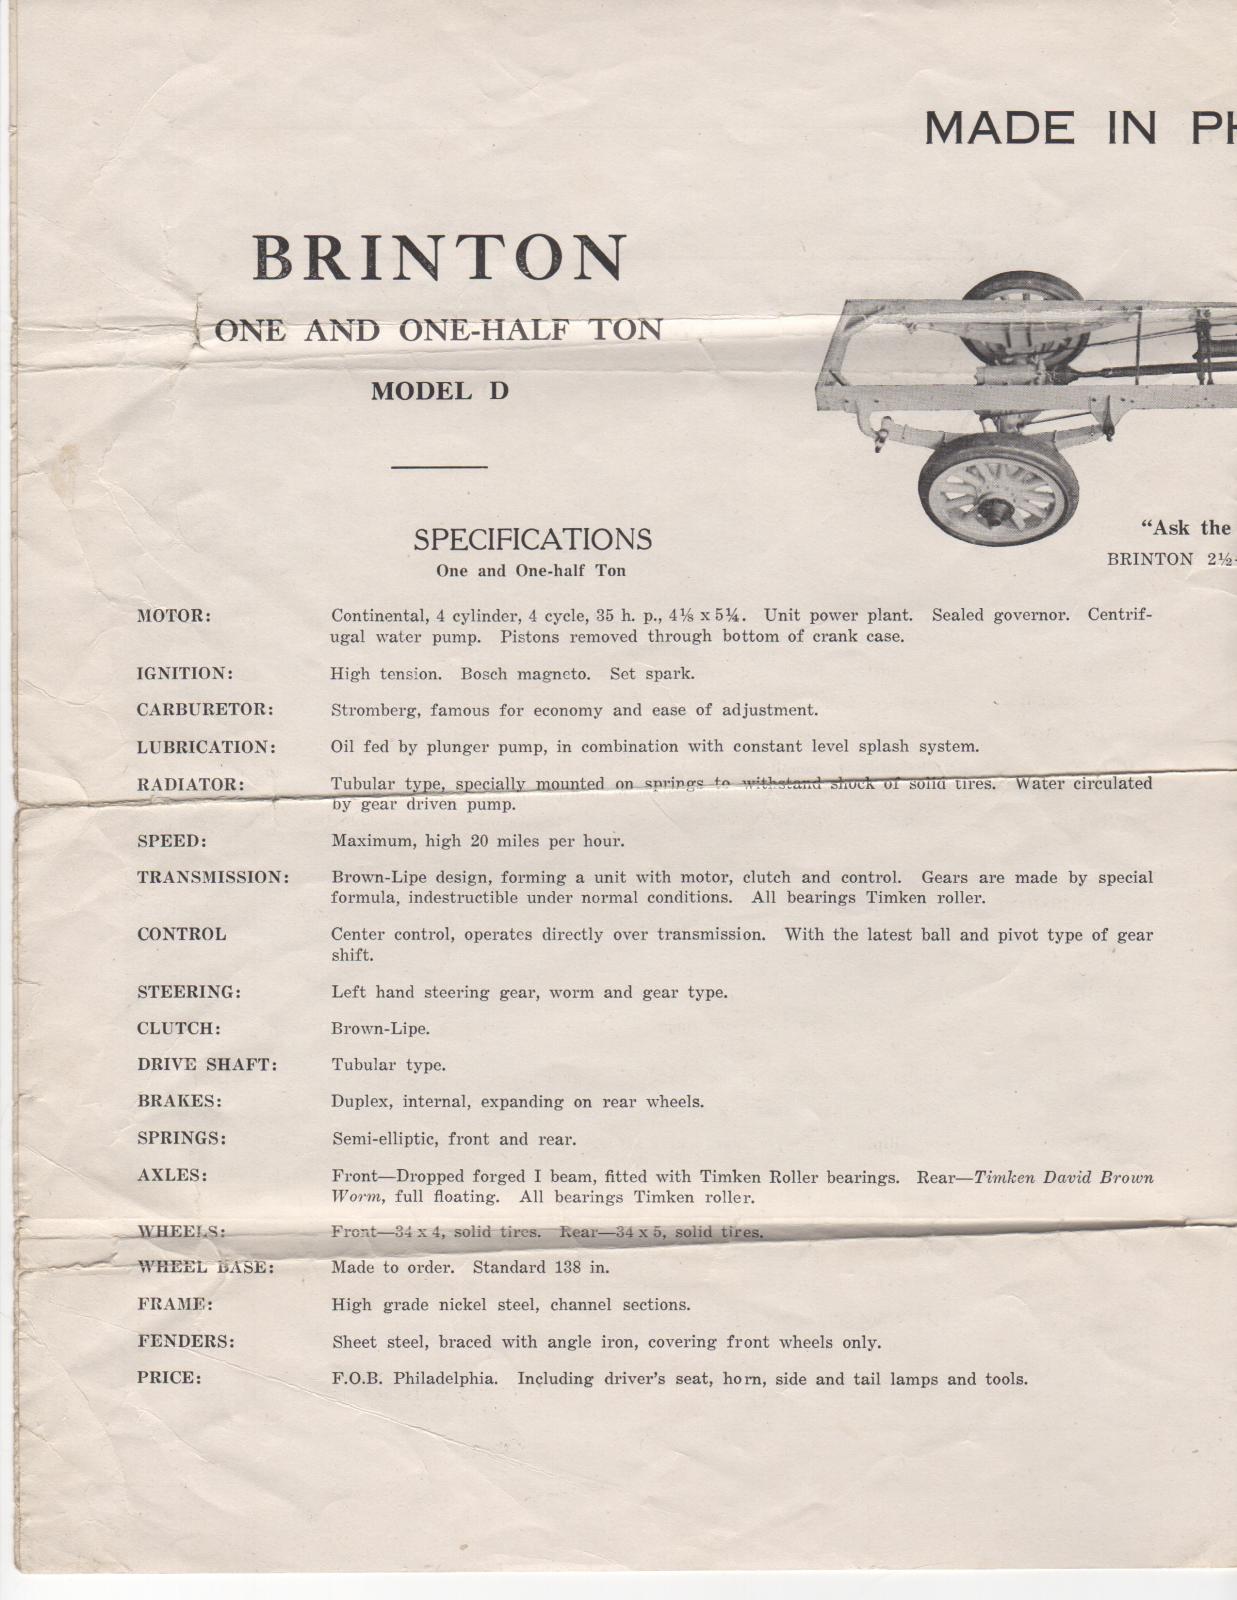 MADE IN PH
BRINTON
ONE AND ONE-HALF TON
MODEL D
"Ask the
BRINTON 2½-
SPECIFICATIONS
One and One-half Ton
MOTOR: Continental, 4 cylinder, 4 cycle, 35 h. p., 4⅛ x 5¼. Unit power plant. Sealed governor. Centrif-
ugal water pump. Pistons removed through bottom of crank case.
IGNITION: High tension. Bosch magneto. Set spark.
CARBURETOR: Stromberg, famous for economy and ease of adjustment.
LUBRICATION: Oil fed by plunger pump, in combination with constant level splash system.
RADIATOR: Tubular type, specially mounted on springs to withstand shock of solid tires. Water circulated
by gear driven pump.
SPEED: Maximum, high 20 miles per hour.
TRANSMISSION: Brown-Lipe design, forming a unit with motor, clutch and control. Gears are made by special
formula, indestructible under normal conditions. All bearings Timken roller.
CONTROL Center control, operates directly over transmission. With the latest ball and pivot type of gear
shift.
STEERING: Left hand steering gear, worm and gear type.
CLUTCH: Brown-Lipe.
DRIVE SHAFT: Tubular type.
BRAKES: Duplex, internal, expanding on rear wheels.
SPRINGS: Semi-elliptic, front and rear.
AXLES: Front—Dropped forged I beam, fitted with Timken Roller bearings. Rear—Timken David Brown
Worm, full floating. All bearings Timken roller.
WHEELS: Front—34 x 4, solid tires. Rear—34 x 5, solid tires.
WHEEL BASE: Made to order. Standard 138 in.
FRAME: High grade nickel steel, channel sections.
FENDERS: Sheet steel, braced with angle iron, covering front wheels only.
PRICE: F.O.B. Philadelphia. Including driver's seat, horn, side and tail lamps and tools.